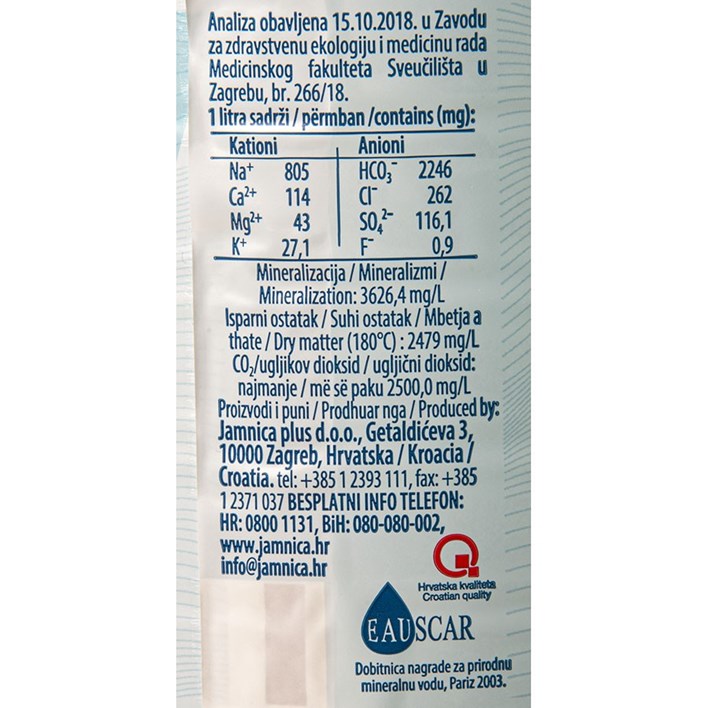 Analiza obavljena 15.10.2018. u Zavodu
za zdravstvenu ekologiju i medicinu rada
Medicinskog fakulteta Sveučilišta u
Zagrebu, br. 266/18.
1 litra sadrži / përmban /contains (mg):
Kationi Anioni
Na⁺ 805 HCO₃⁻ 2246
Ca²⁺ 114 Cl⁻ 262
Mg²⁺ 43 SO₄²⁻ 116,1
K⁺ 27,1 F⁻ 0,9
Mineralizacija / Mineralizmi /
Mineralization: 3626,4 mg/L
Isparni ostatak / Suhi ostatak / Mbetja a
thate / Dry matter (180°C) : 2479 mg/L
CO₂/ugljikov dioksid / ugljični dioksid:
najmanje / më së paku 2500,0 mg/L
Proizvodi i puni / Prodhuar nga / Produced by:
Jamnica plus d.o.o., Getaldićeva 3,
10000 Zagreb, Hrvatska / Kroacia /
Croatia. tel: +385 1 2393 111, fax: +385
1 2371 037 BESPLATNI INFO TELEFON:
HR: 0800 1131, BiH: 080-080-002,
www.jamnica.hr
info@jamnica.hr
Hrvatska kvaliteta
Croatian quality
EAUSCAR
Dobitnica nagrade za prirodnu
mineralnu vodu, Pariz 2003.